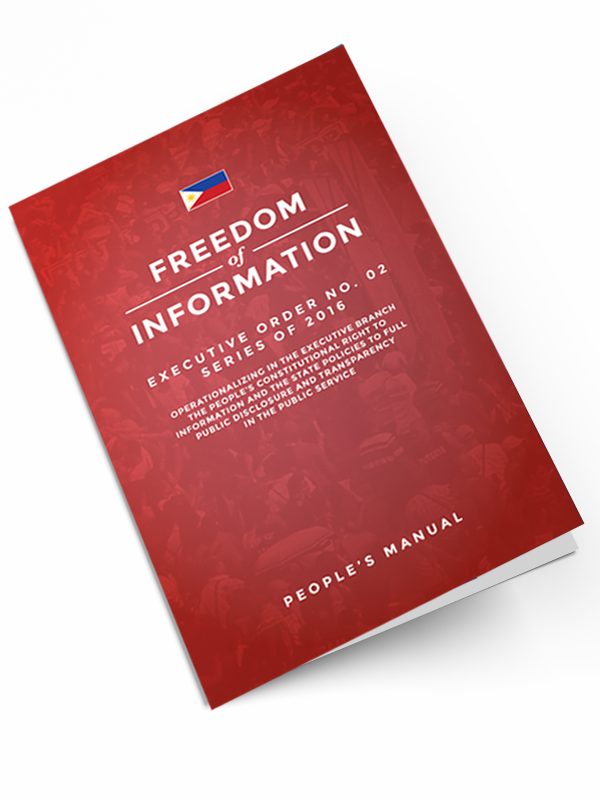 FREEDOM
of
INFORMATION
EXECUTIVE ORDER NO. 02
SERIES OF 2016
OPERATIONALIZING IN THE EXECUTIVE BRANCH
THE PEOPLE'S CONSTITUTIONAL RIGHT TO
INFORMATION AND THE STATE POLICIES TO FULL
PUBLIC DISCLOSURE AND TRANSPARENCY
IN THE PUBLIC SERVICE
PEOPLE'S MANUAL